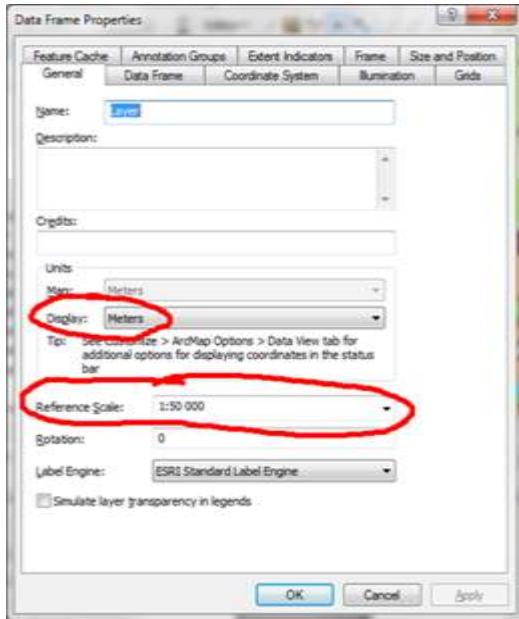 Data Frame Properties
Feature Cache Annotation Groups Extent Indicators Frame Size and Position
General Data Frame Coordinate System Illumination Grids
Name: Layer
Description:
Credits:
Units
Map: Meters
Display: Meters
Tip: See Customize > ArcMap Options > Data View tab for
additional options for displaying coordinates in the status
bar
Reference Scale: 1:50 000
Rotation: 0
Label Engine: ESRI Standard Label Engine
Simulate layer transparency in legends
OK Cancel Apply